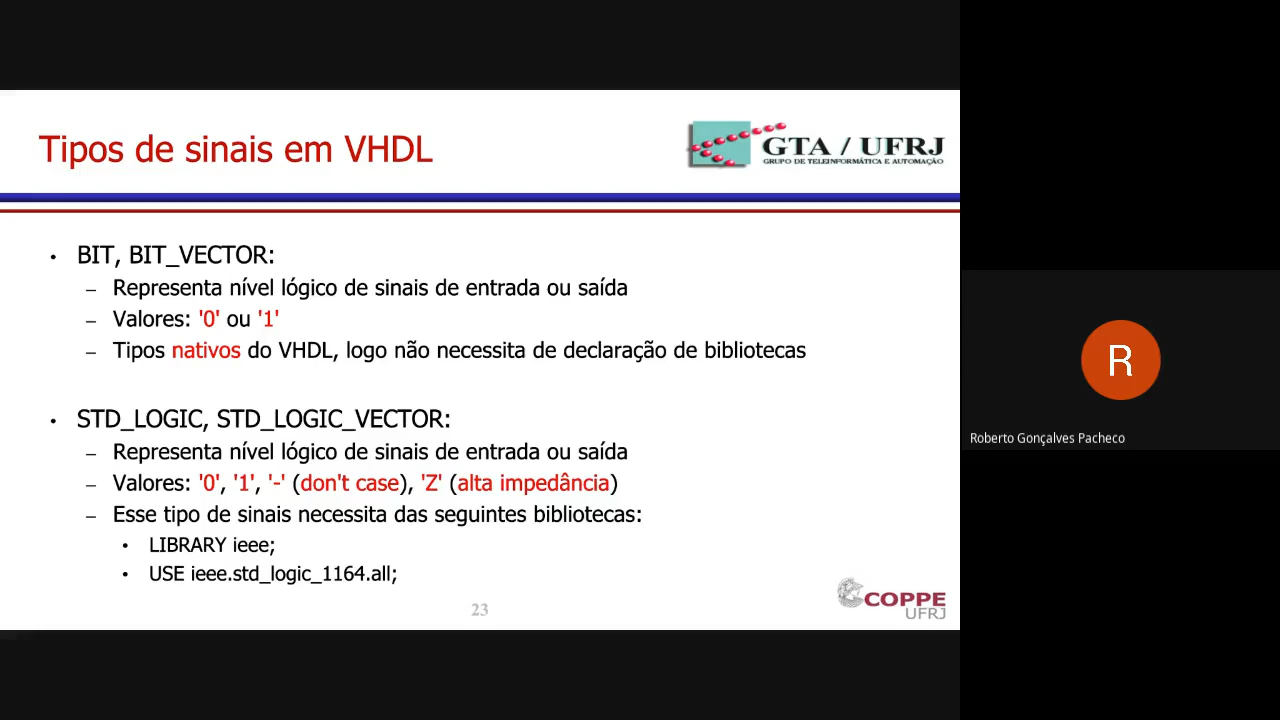 Tipos de sinais em VHDL
GTA / UFRJ
GRUPO DE TELEINFORMÁTICA E AUTOMAÇÃO
• BIT, BIT_VECTOR:
– Representa nível lógico de sinais de entrada ou saída
– Valores: '0' ou '1'
– Tipos nativos do VHDL, logo não necessita de declaração de bibliotecas
• STD_LOGIC, STD_LOGIC_VECTOR:
– Representa nível lógico de sinais de entrada ou saída
– Valores: '0', '1', '-' (don't case), 'Z' (alta impedância)
– Esse tipo de sinais necessita das seguintes bibliotecas:
• LIBRARY ieee;
• USE ieee.std_logic_1164.all;
23
COPPE
UFRJ
R
Roberto Gonçalves Pacheco